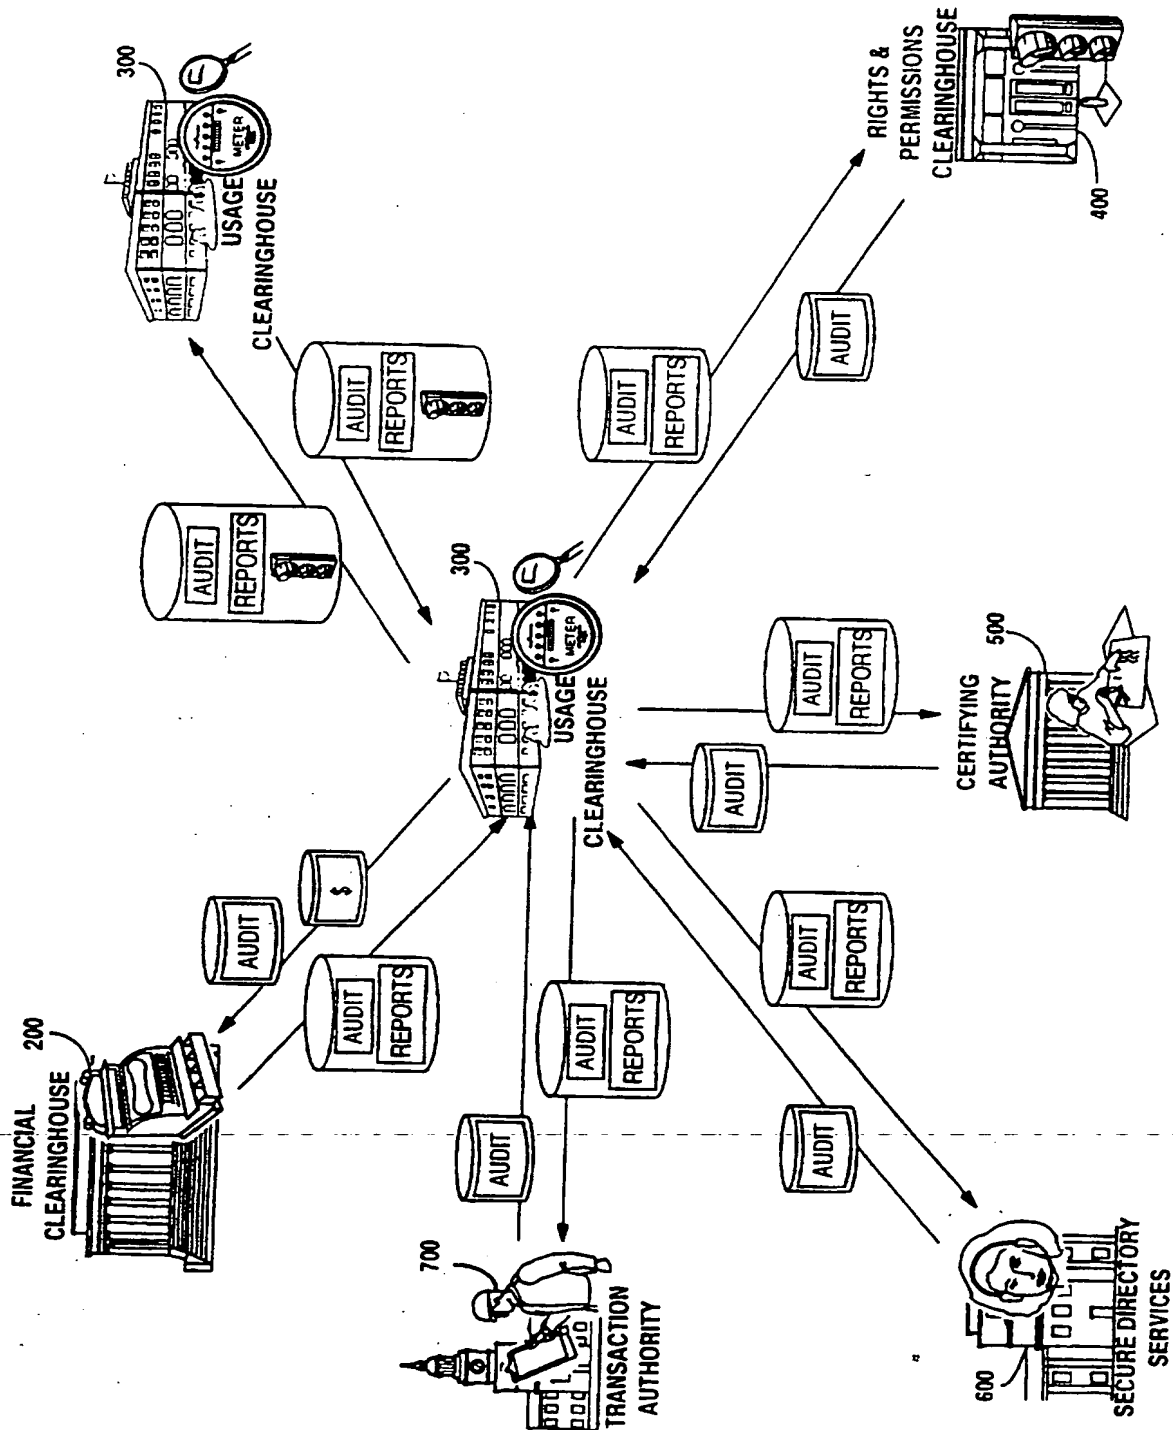 FINANCIAL
CLEARINGHOUSE
200
300
METER
USAGE
CLEARINGHOUSE
AUDIT
$
AUDIT
REPORTS
AUDIT
REPORTS
AUDIT
REPORTS
700
TRANSACTION
AUTHORITY
AUDIT
AUDIT
REPORTS
300
METER
USAGE
CLEARINGHOUSE
AUDIT
REPORTS
AUDIT
RIGHTS &
PERMISSIONS
CLEARINGHOUSE
400
AUDIT
AUDIT
REPORTS
AUDIT
AUDIT
REPORTS
600
SECURE DIRECTORY
SERVICES
CERTIFYING
AUTHORITY
500